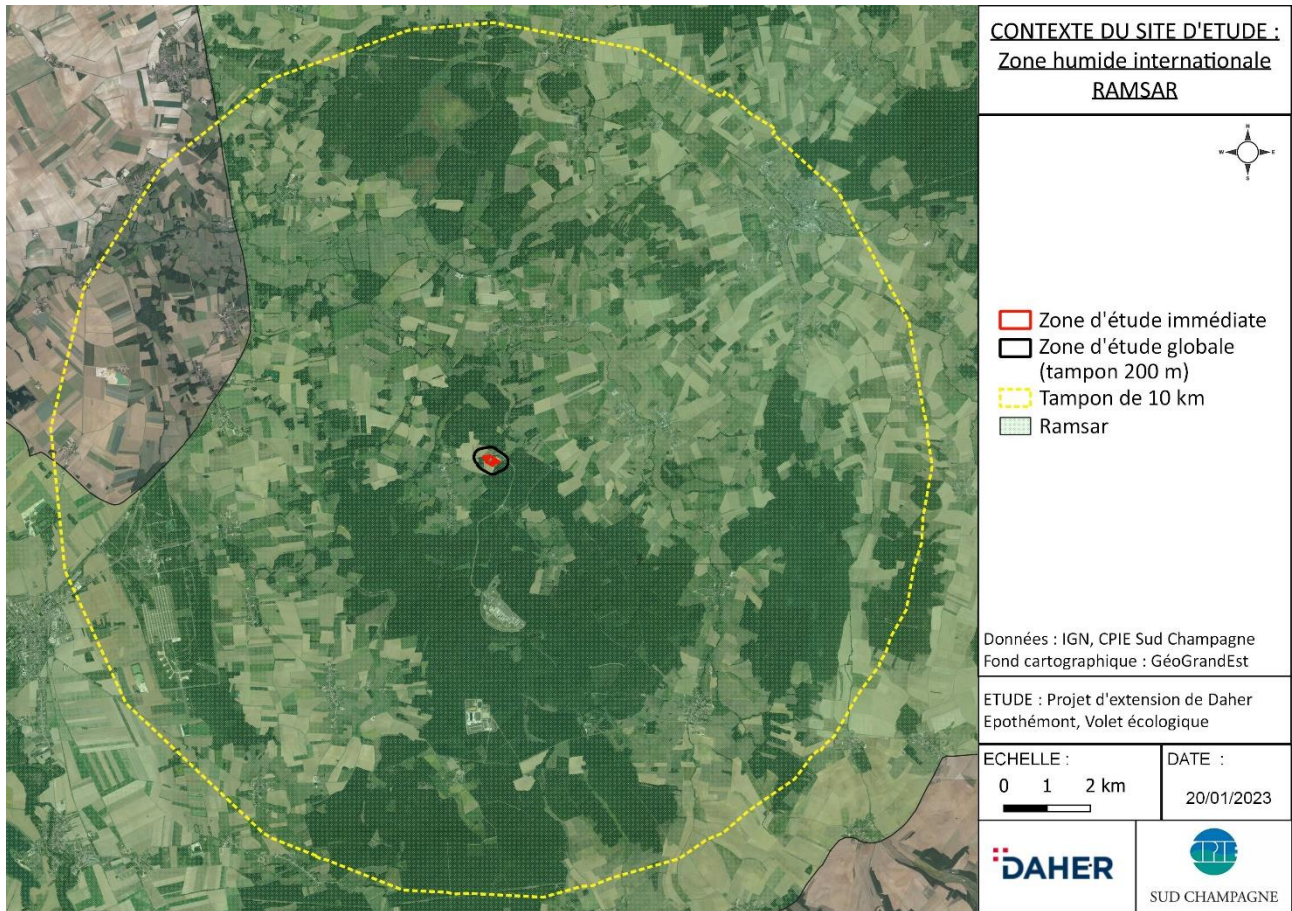 CONTEXTE DU SITE D'ETUDE :
Zone humide internationale
RAMSAR
N
W
E
S
Zone d'étude immédiate
Zone d'étude globale
(tampon 200 m)
Tampon de 10 km
Ramsar
Données : IGN, CPIE Sud Champagne
Fond cartographique : GéoGrandEst
ETUDE : Projet d'extension de Daher
Epothémont, Volet écologique
ECHELLE :
0 1 2 km
DATE :
20/01/2023
DAHER
CPIE
SUD CHAMPAGNE